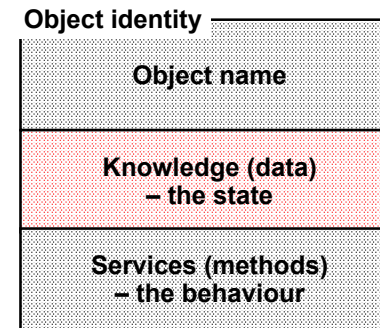 Object identity
Object name
Knowledge (data)
– the state
Services (methods)
– the behaviour